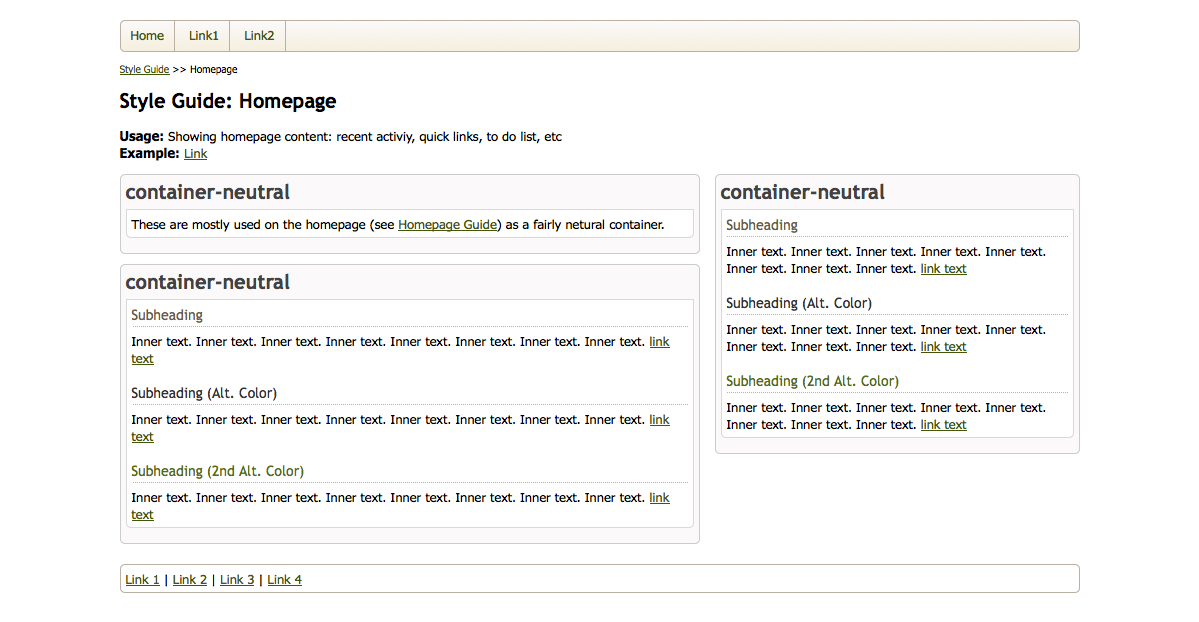 Home Link1 Link2
Style Guide >> Homepage
Style Guide: Homepage
Usage: Showing homepage content: recent activiy, quick links, to do list, etc
Example: Link
container-neutral
These are mostly used on the homepage (see Homepage Guide) as a fairly netural container.
container-neutral
Subheading
Inner text. Inner text. Inner text. Inner text. Inner text. Inner text. Inner text. Inner text. link
text
Subheading (Alt. Color)
Inner text. Inner text. Inner text. Inner text. Inner text. Inner text. Inner text. Inner text. link
text
Subheading (2nd Alt. Color)
Inner text. Inner text. Inner text. Inner text. Inner text. Inner text. Inner text. Inner text. link
text
container-neutral
Subheading
Inner text. Inner text. Inner text. Inner text. Inner text.
Inner text. Inner text. Inner text. link text
Subheading (Alt. Color)
Inner text. Inner text. Inner text. Inner text. Inner text.
Inner text. Inner text. Inner text. link text
Subheading (2nd Alt. Color)
Inner text. Inner text. Inner text. Inner text. Inner text.
Inner text. Inner text. Inner text. link text
Link 1 | Link 2 | Link 3 | Link 4